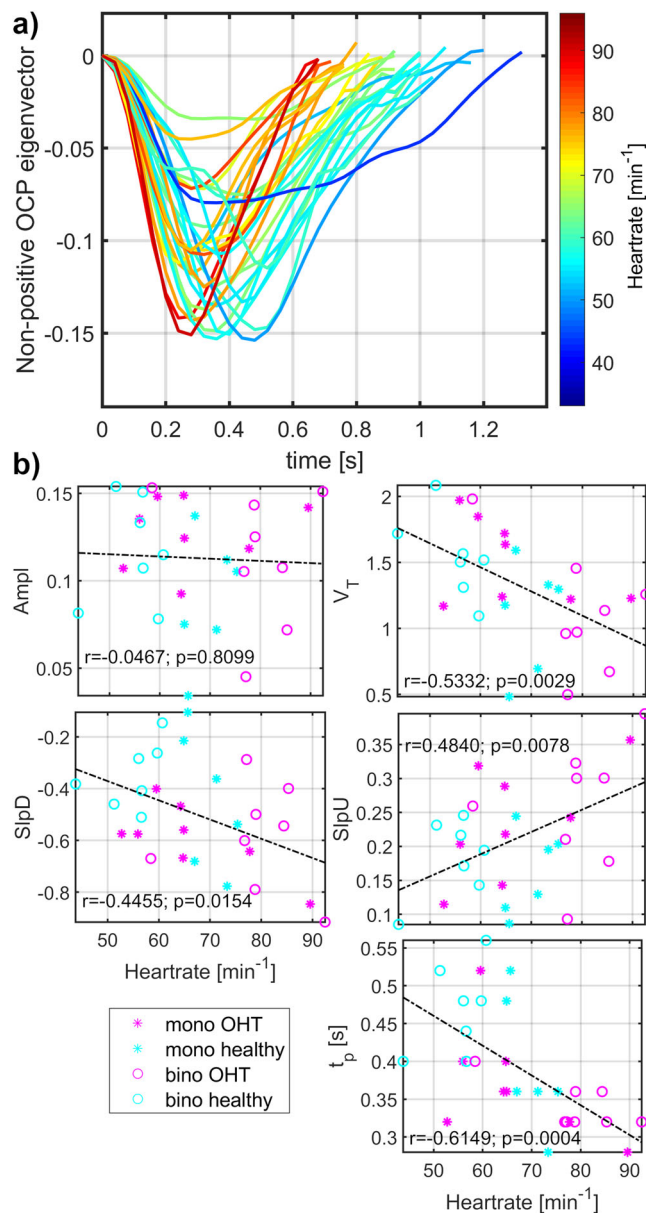 a)
0
-0.05
-0.1
-0.15
Non-positive OCP eigenvector
0 0.2 0.4 0.6 0.8 1 1.2
time [s]
90
80
70
60
50
40
Heartrate [min-1]
b)
0.15
0.1
0.05
Ampl
r=-0.0467; p=0.8099
2
1.5
1
0.5
VT
r=-0.5332; p=0.0029
-0.2
-0.4
-0.6
-0.8
SlpD
r=-0.4455; p=0.0154
50 60 70 80 90
Heartrate [min-1]
0.35
0.3
0.25
0.2
0.15
0.1
SlpU
r=0.4840; p=0.0078
0.55
0.5
0.45
0.4
0.35
0.3
tp [s]
r=-0.6149; p=0.0004
50 60 70 80 90
Heartrate [min-1]
mono OHT
mono healthy
bino OHT
bino healthy